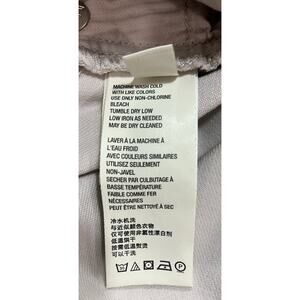 MACHINE WASH COLD
WITH LIKE COLORS
USE ONLY NON-CHLORINE
BLEACH
TUMBLE DRY LOW
LOW IRON AS NEEDED
MAY BE DRY CLEANED
LAVER À LA MACHINE À
L'EAU FROID
AVEC COULEURS SIMILAIRES
UTILISEZ SEULEMENT
NON-JAVEL
SECHER PAR CULBUTAGE À
BASSE TEMPÉRATURE
FAIBLE COMME FER
NÉCESSAIRES
PEUT ÊTRE NETTOYÉ À SEC
冷水机洗
与近似颜色衣物
仅可使用非氯性漂白剂
低温烘干
按需低温熨烫
可以干洗